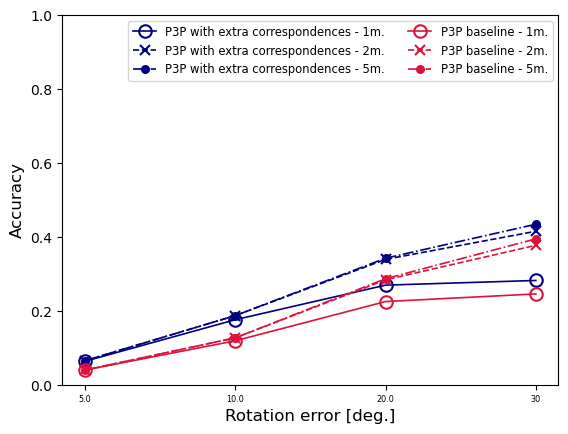 1.0
0.8
0.6
0.4
0.2
0.0
Accuracy
P3P with extra correspondences - 1m.
P3P with extra correspondences - 2m.
P3P with extra correspondences - 5m.
P3P baseline - 1m.
P3P baseline - 2m.
P3P baseline - 5m.
5.0 10.0 20.0 30
Rotation error [deg.]